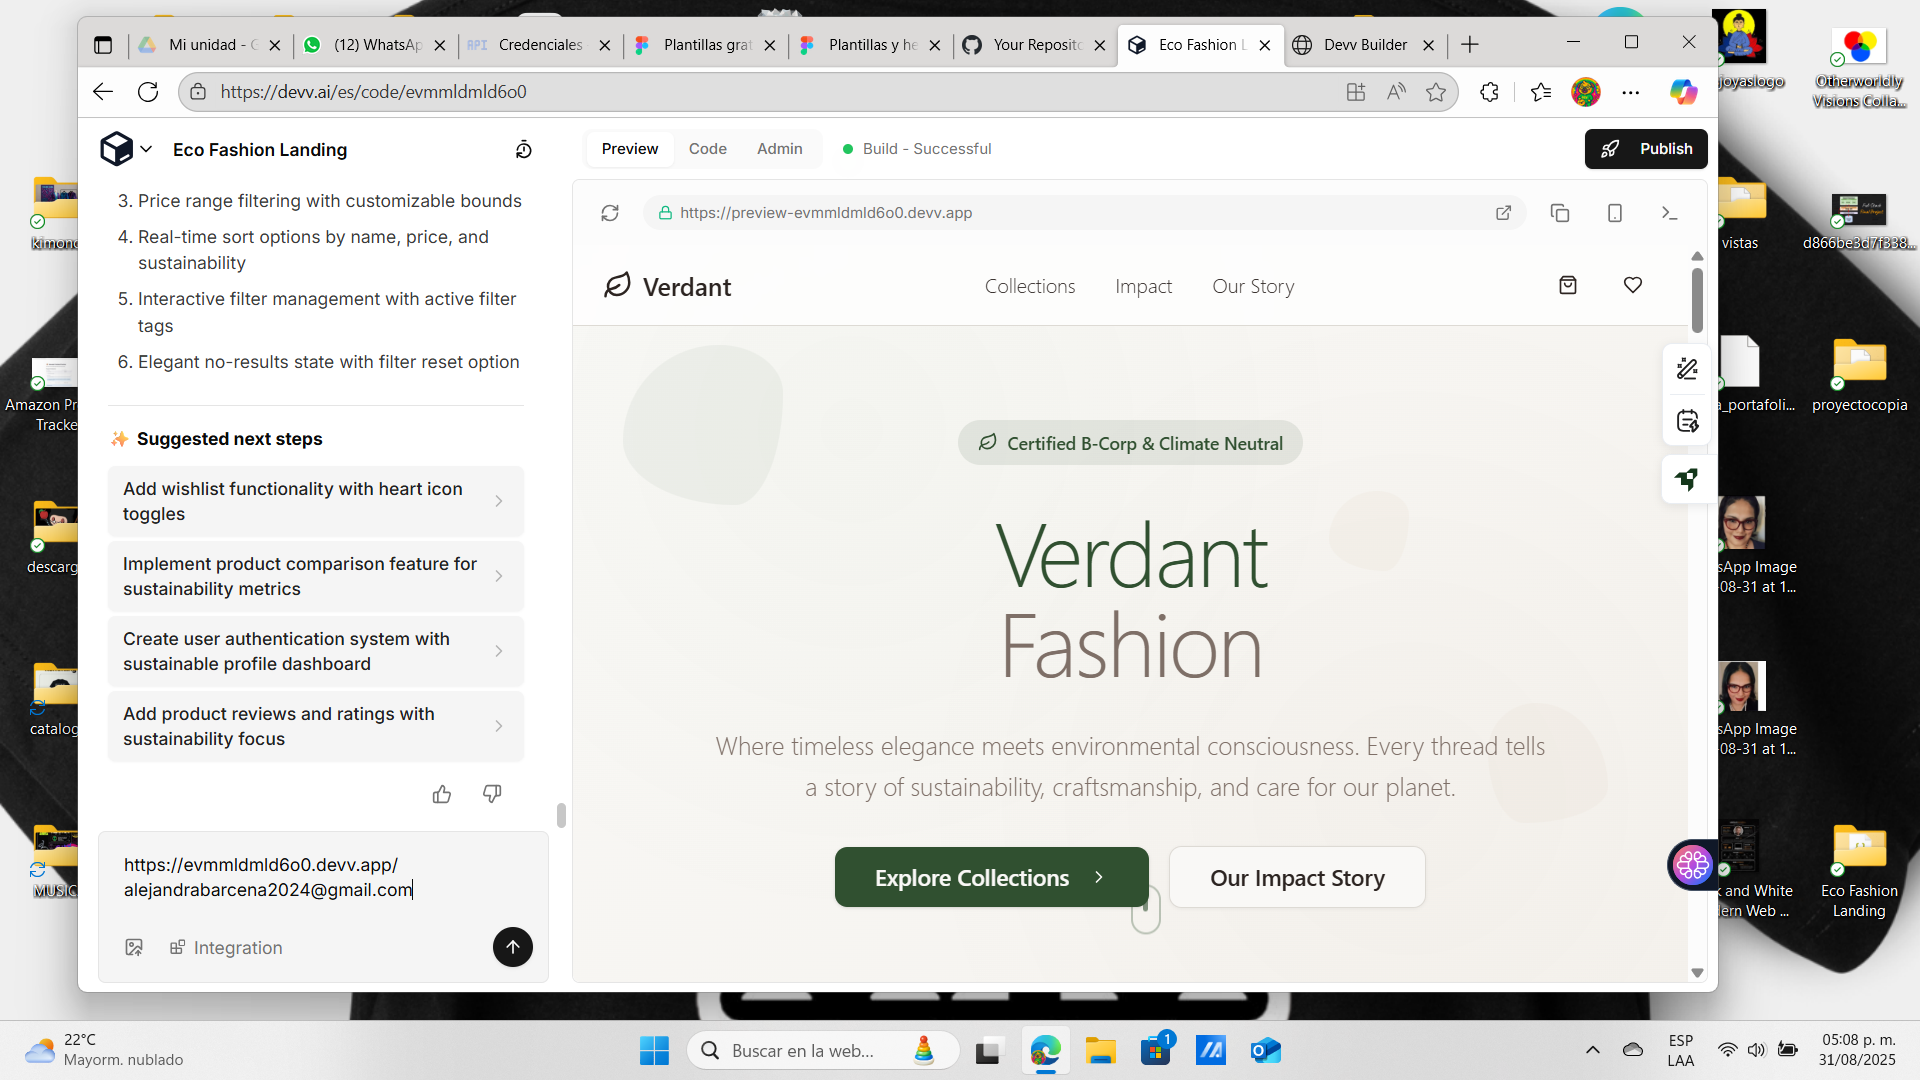 Mi unidad - G
(12) WhatsAp
API
Credenciales
Plantillas grat
Plantillas y he
Your Reposito
Eco Fashion L
Devv Builder
https://devv.ai/es/code/evmmldmld6o0
Eco Fashion Landing
Preview
Code
Admin
Build - Successful
Publish
3. Price range filtering with customizable bounds
4. Real-time sort options by name, price, and
sustainability
5. Interactive filter management with active filter
tags
6. Elegant no-results state with filter reset option
Suggested next steps
Add wishlist functionality with heart icon
toggles
Implement product comparison feature for
sustainability metrics
Create user authentication system with
sustainable profile dashboard
Add product reviews and ratings with
sustainability focus
https://evmmldmld6o0.devv.app/
alejandrabarcena2024@gmail.com
Integration
https://preview-evmmldmld6o0.devv.app
Verdant
Collections
Impact
Our Story
Certified B-Corp & Climate Neutral
Verdant
Fashion
Where timeless elegance meets environmental consciousness. Every thread tells
a story of sustainability, craftsmanship, and care for our planet.
Explore Collections
Our Impact Story
kimono
Amazon Pr
Tracke
descarg
catalog
MUSIC
joyaslogo
Otherworldly
Visions Colla...
vistas
d866be3d7f338...
a_portafoli...
proyectocopia
sApp Image
-08-31 at 1...
sApp Image
-08-31 at 1...
k and White
dern Web ...
Eco Fashion
Landing
22°C
Mayorm. nublado
Buscar en la web...
1
ESP
LAA
05:08 p. m.
31/08/2025